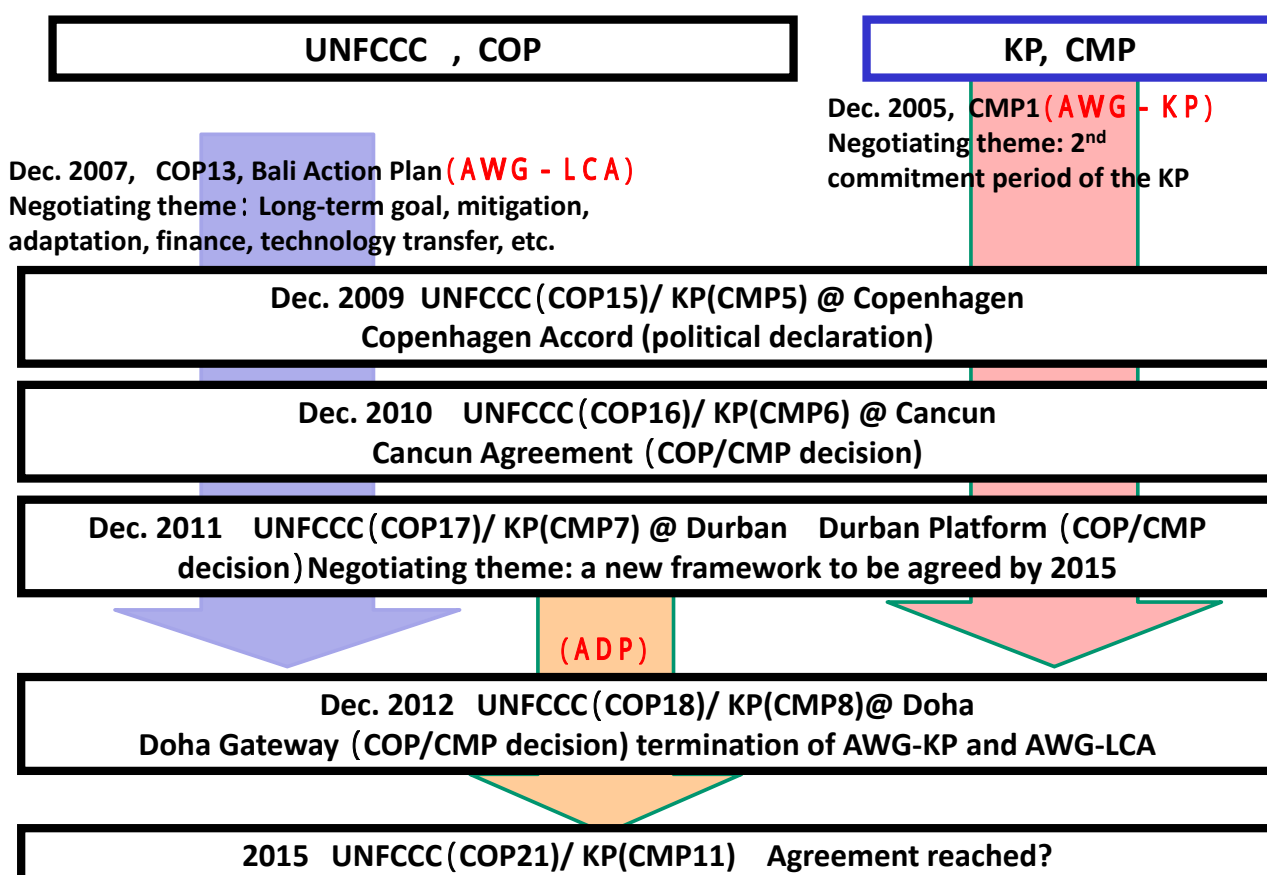 UNFCCC , COP
KP, CMP
Dec. 2005, CMP1(AWG - KP)
Negotiating theme: 2nd
commitment period of the KP
Dec. 2007, COP13, Bali Action Plan(AWG - LCA)
Negotiating theme: Long-term goal, mitigation,
adaptation, finance, technology transfer, etc.
Dec. 2009 UNFCCC(COP15)/ KP(CMP5) @ Copenhagen
Copenhagen Accord (political declaration)
Dec. 2010 UNFCCC(COP16)/ KP(CMP6) @ Cancun
Cancun Agreement (COP/CMP decision)
Dec. 2011 UNFCCC(COP17)/ KP(CMP7) @ Durban Durban Platform (COP/CMP
decision)Negotiating theme: a new framework to be agreed by 2015
(ADP)
Dec. 2012 UNFCCC(COP18)/ KP(CMP8)@ Doha
Doha Gateway (COP/CMP decision) termination of AWG-KP and AWG-LCA
2015 UNFCCC(COP21)/ KP(CMP11) Agreement reached?